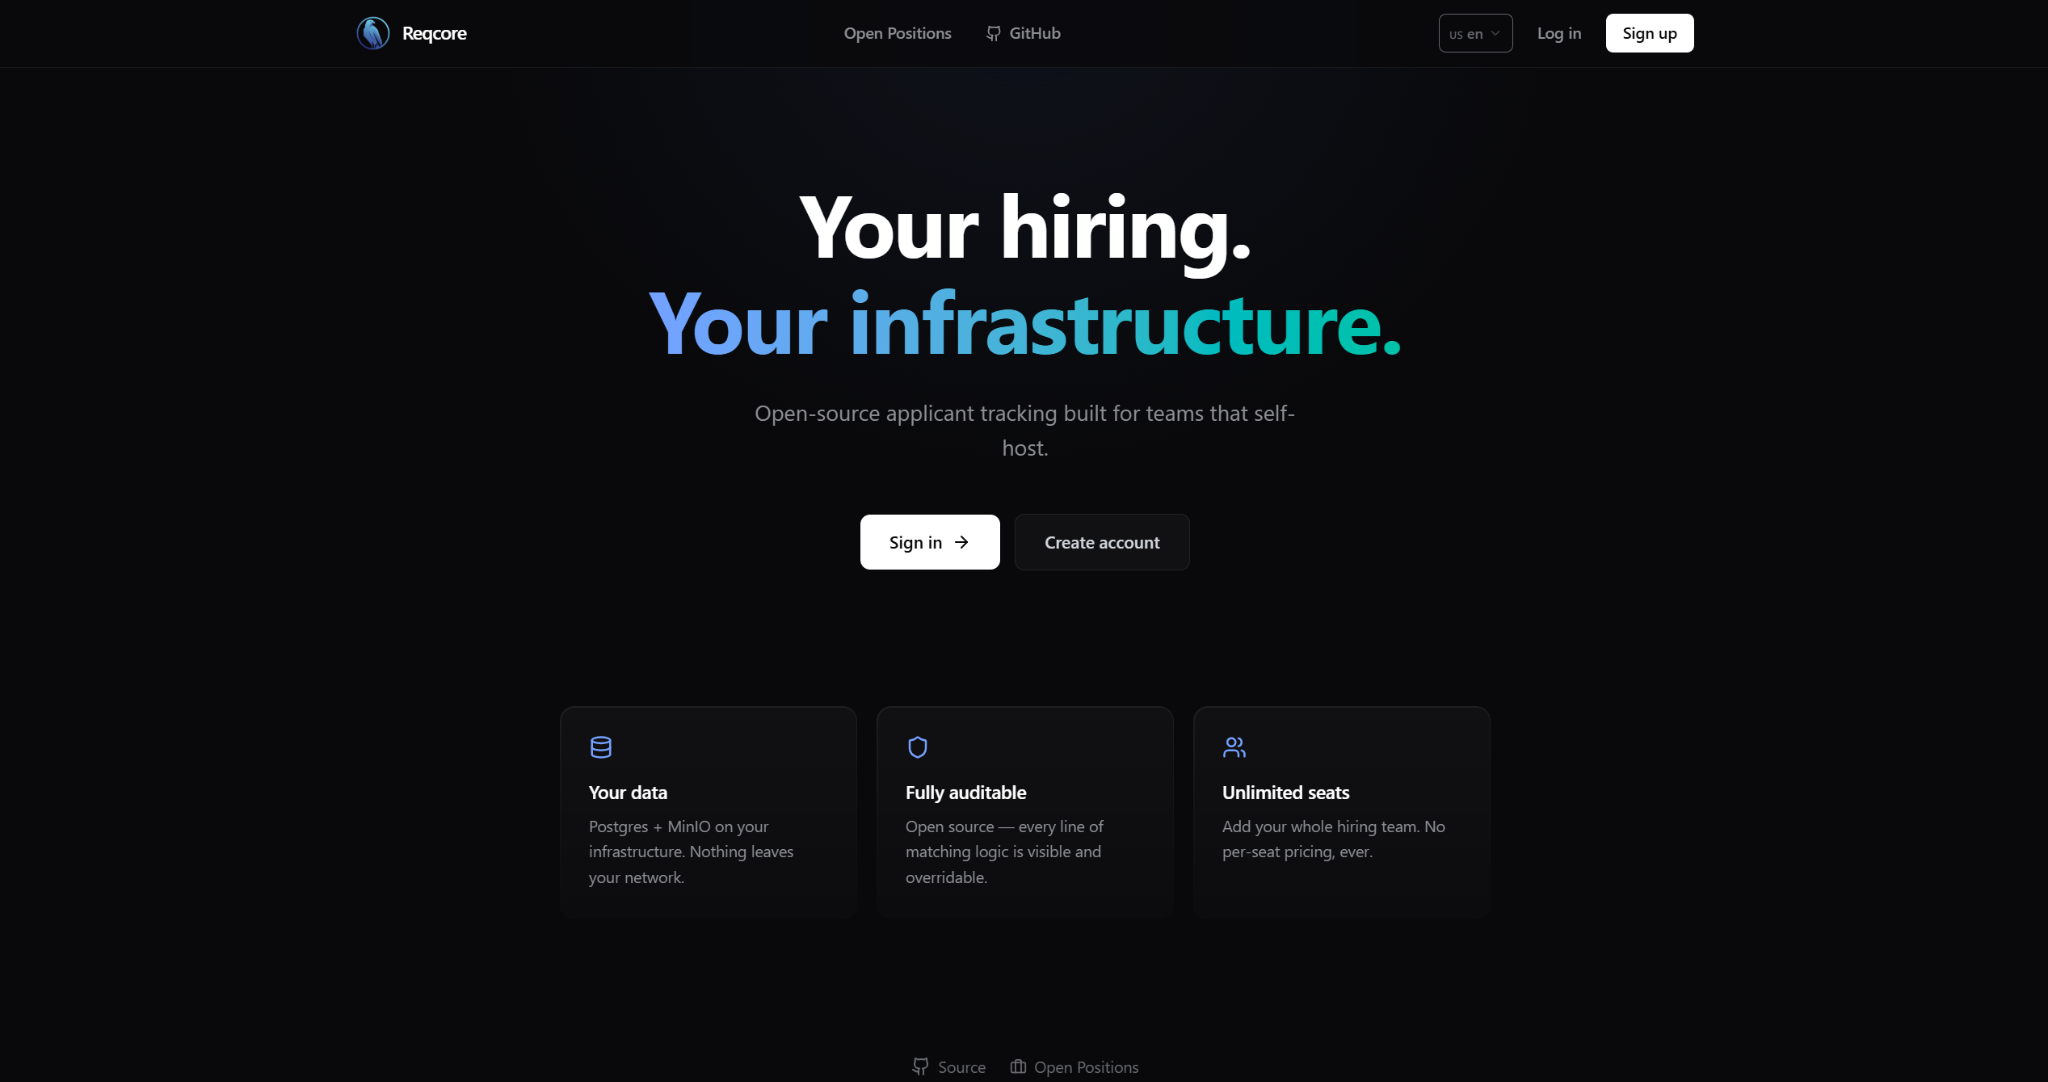 Reqcore
Open Positions
GitHub
us en
Log in
Sign up
Your hiring.
Your infrastructure.
Open-source applicant tracking built for teams that self-
host.
Sign in →
Create account
Your data
Postgres + MinIO on your
infrastructure. Nothing leaves
your network.
Fully auditable
Open source — every line of
matching logic is visible and
overridable.
Unlimited seats
Add your whole hiring team. No
per-seat pricing, ever.
Source
Open Positions